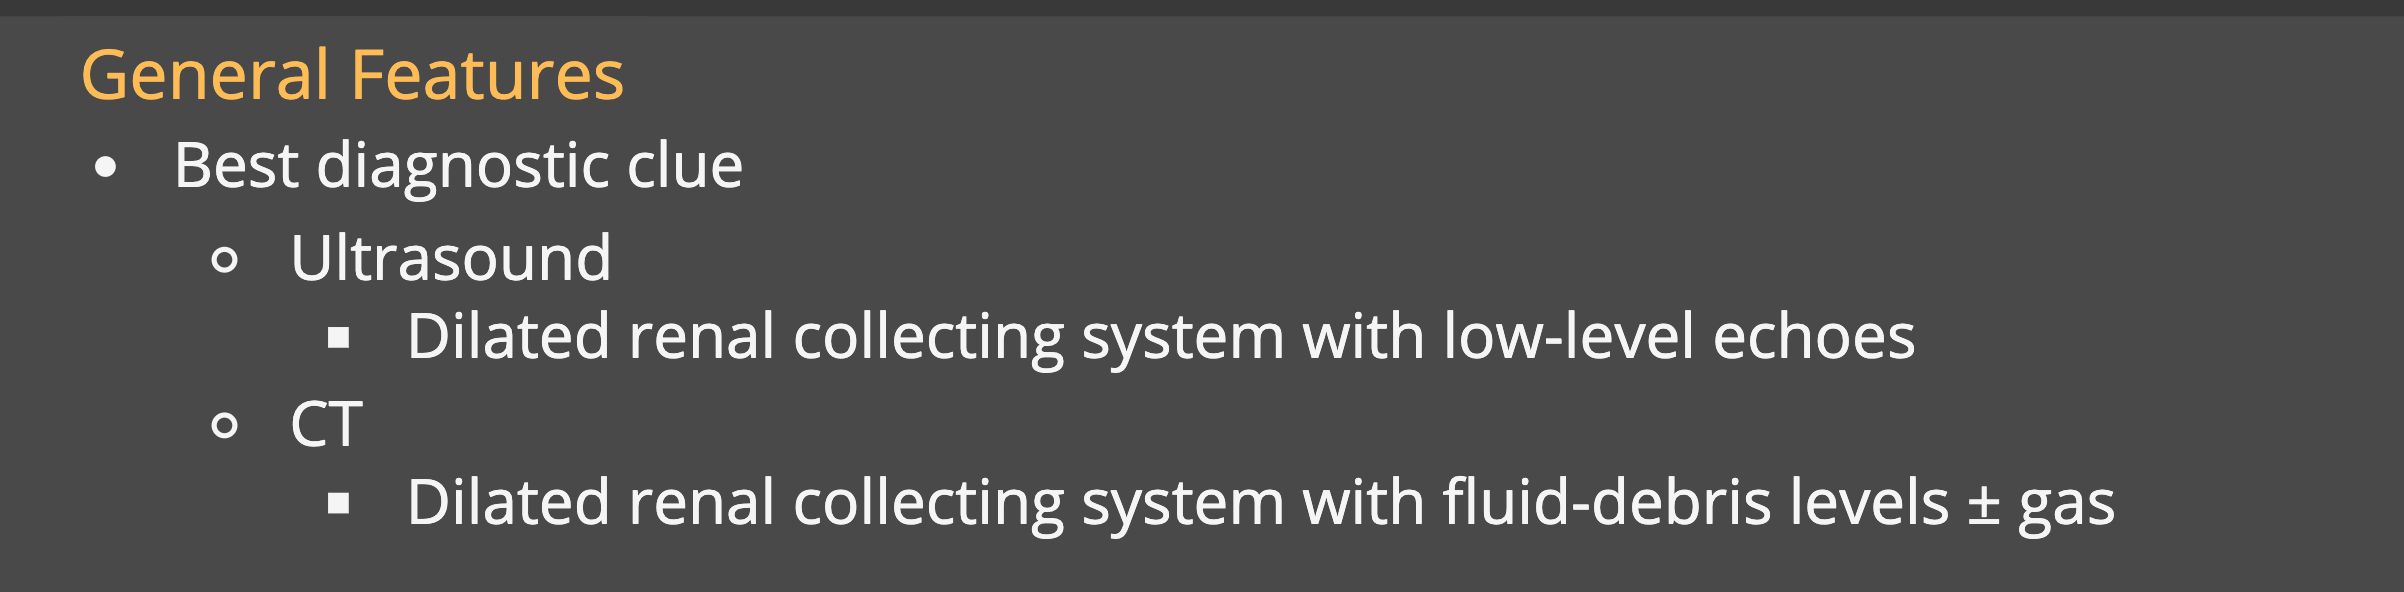 General Features
• Best diagnostic clue
○ Ultrasound
▪ Dilated renal collecting system with low-level echoes
○ CT
▪ Dilated renal collecting system with fluid-debris levels ± gas